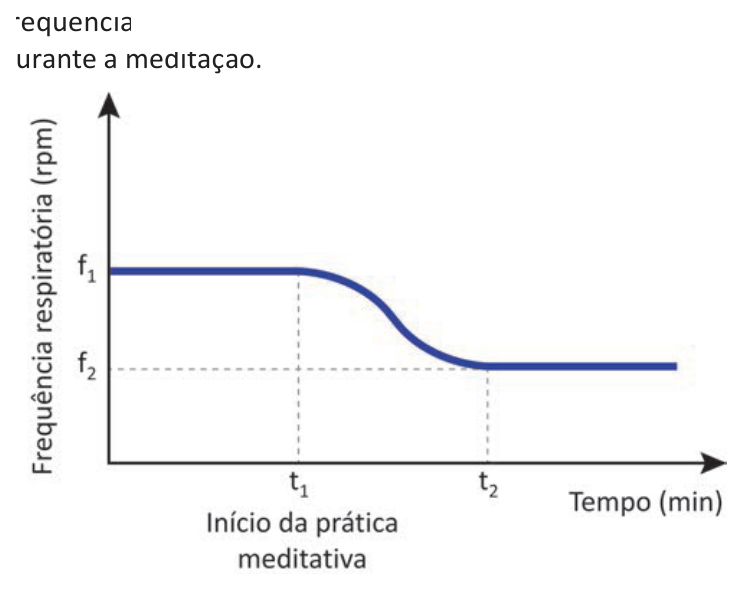 urante a meditação.
Frequência respiratória (rpm)
f1
f2
t1
t2
Tempo (min)
Início da prática
meditativa